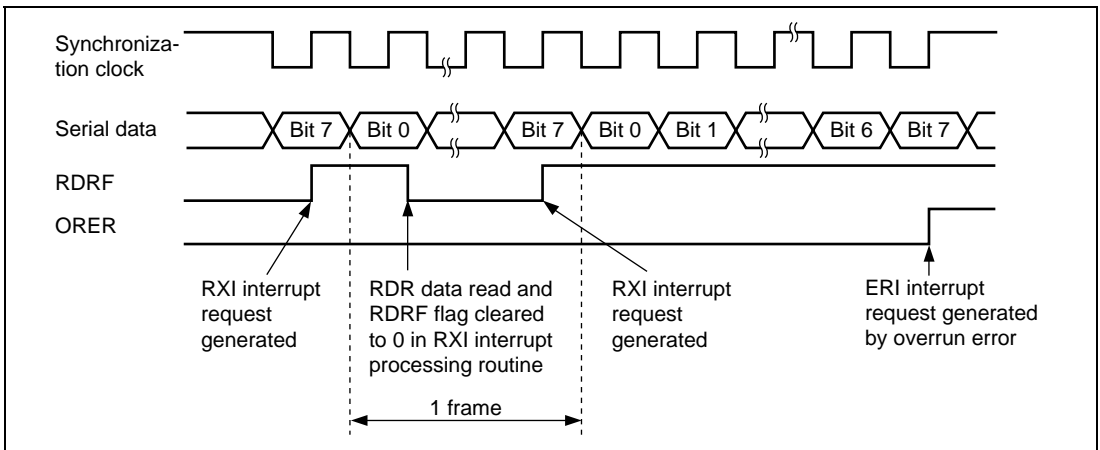 Synchroniza-
tion clock
Serial data
Bit 7 Bit 0 Bit 7 Bit 0 Bit 1 Bit 6 Bit 7
RDRF
ORER
RXI interrupt
request
generated
RDR data read and
RDRF flag cleared
to 0 in RXI interrupt
processing routine
RXI interrupt
request
generated
ERI interrupt
request generated
by overrun error
1 frame